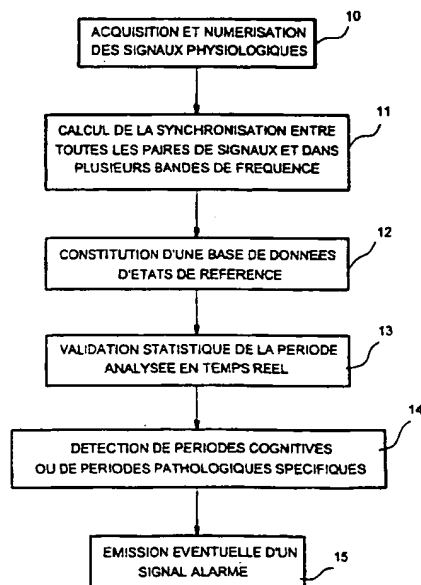 10
ACQUISITION ET NUMERISATION
DES SIGNAUX PHYSIOLOGIQUES
11
CALCUL DE LA SYNCHRONISATION ENTRE
TOUTES LES PAIRES DE SIGNAUX ET DANS
PLUSIEURS BANDES DE FREQUENCE
12
CONSTITUTION D'UNE BASE DE DONNEES
D'ETATS DE REFERENCE
13
VALIDATION STATISTIQUE DE LA PERIODE
ANALYSEE EN TEMPS REEL
14
DETECTION DE PERIODES COGNITIVES
OU DE PERIODES PATHOLOGIQUES SPECIFIQUES
EMISSION EVENTUELLE D'UN
SIGNAL ALARME
15